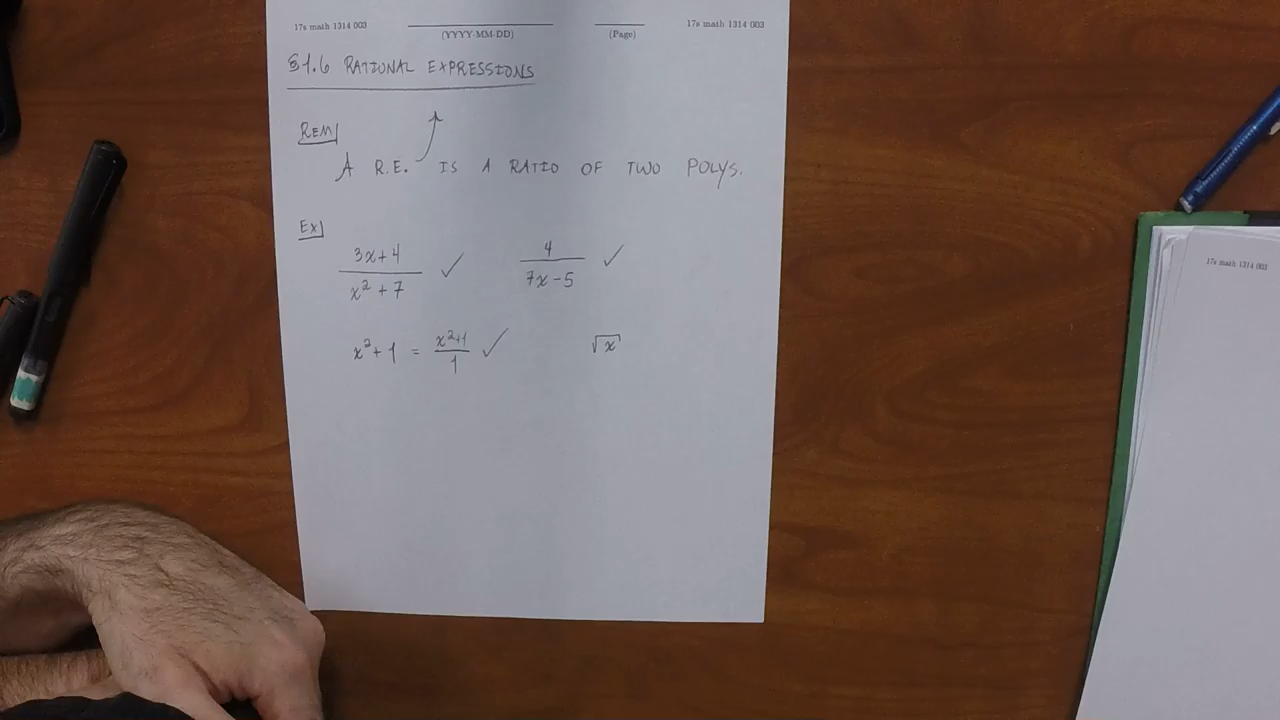 17s math 1314 003 (YYYY-MM-DD) (Page) 17s math 1314 003
§1.6 RATIONAL EXPRESSIONS
REM
A R.E. IS A RATIO OF TWO POLYS.
EX
(3x+4)/(x²+7) ✓ 4/(7x-5) ✓
x²+1 = (x²+1)/1 ✓ √x
17s math 1314 003